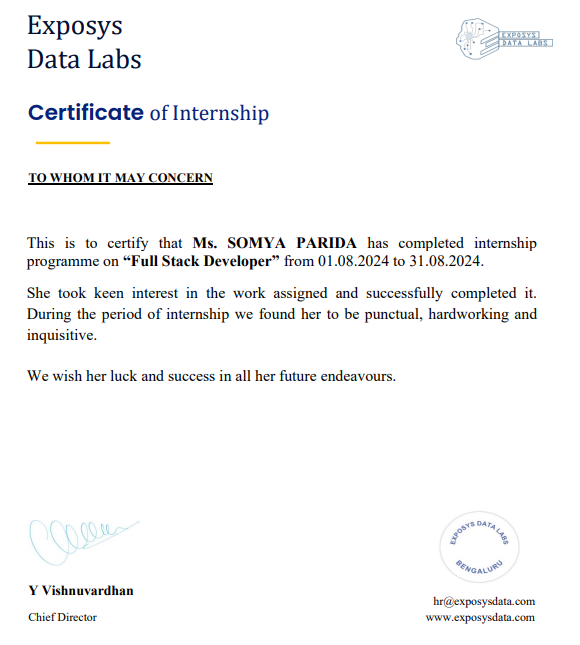 Exposys
Data Labs
EXPOSYS
DATA LABS
Certificate of Internship
TO WHOM IT MAY CONCERN
This is to certify that Ms. SOMYA PARIDA has completed internship
programme on “Full Stack Developer” from 01.08.2024 to 31.08.2024.
She took keen interest in the work assigned and successfully completed it.
During the period of internship we found her to be punctual, hardworking and
inquisitive.
We wish her luck and success in all her future endeavours.
EXPOSYS DATA LABS
BENGALURU
Y Vishnuvardhan
Chief Director
hr@exposysdata.com
www.exposysdata.com